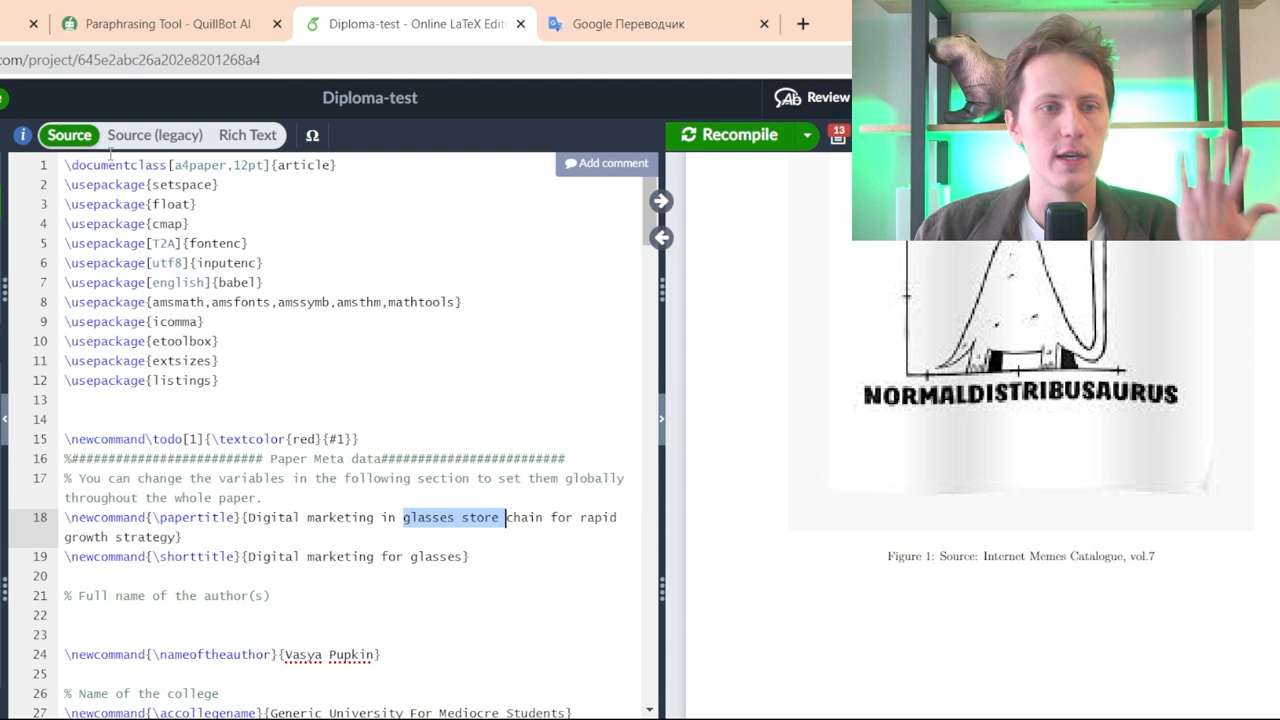 Paraphrasing Tool - QuillBot AI
Diploma-test - Online LaTeX Edit
Google Переводчик
com/project/645e2abc26a202e8201268a4
Diploma-test
Review
Source
Source (legacy)
Rich Text
Ω
Recompile
13
Add comment
1 \documentclass[a4paper,12pt]{article}
2 \usepackage{setspace}
3 \usepackage{float}
4 \usepackage{cmap}
5 \usepackage[T2A]{fontenc}
6 \usepackage[utf8]{inputenc}
7 \usepackage[english]{babel}
8 \usepackage{amsmath,amsfonts,amssymb,amsthm,mathtools}
9 \usepackage{icomma}
10 \usepackage{etoolbox}
11 \usepackage{extsizes}
12 \usepackage{listings}
13
14
15 \newcommand\todo[1]{\textcolor{red}{#1}}
16 %########################## Paper Meta data#########################
17 % You can change the variables in the following section to set them globally
throughout the whole paper.
18 \newcommand{\papertitle}{Digital marketing in glasses store chain for rapid
growth strategy}
19 \newcommand{\shorttitle}{Digital marketing for glasses}
20
21 % Full name of the author(s)
22
23
24 \newcommand{\nameoftheauthor}{Vasya Pupkin}
25
26 % Name of the college
27 \newcommand{\accollegename}{Generic University For Mediocre Students}
NORMALDISTRIBUSAURUS
Figure 1: Source: Internet Memes Catalogue, vol.7